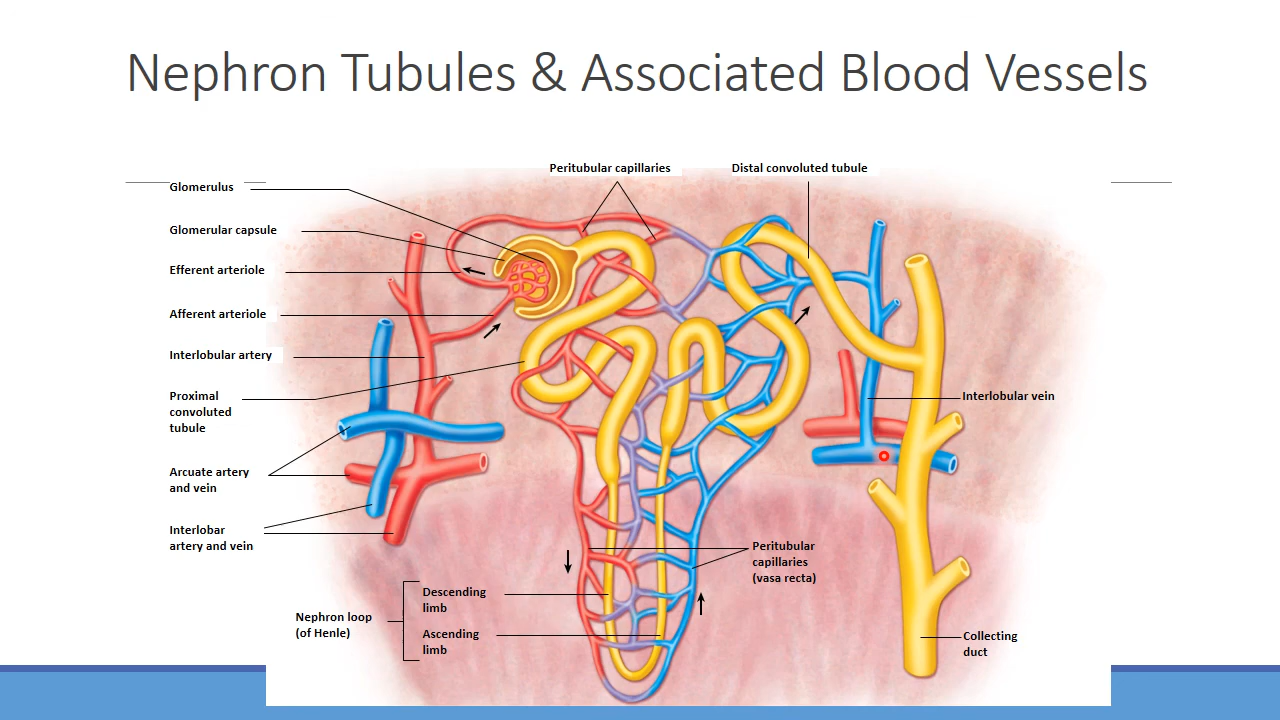 Nephron Tubules & Associated Blood Vessels
Peritubular capillaries
Distal convoluted tubule
Glomerulus
Glomerular capsule
Efferent arteriole
Afferent arteriole
Interlobular artery
Proximal
convoluted
tubule
Interlobular vein
Arcuate artery
and vein
Interlobar
artery and vein
Peritubular
capillaries
(vasa recta)
Nephron loop
(of Henle)
Descending
limb
Ascending
limb
Collecting
duct